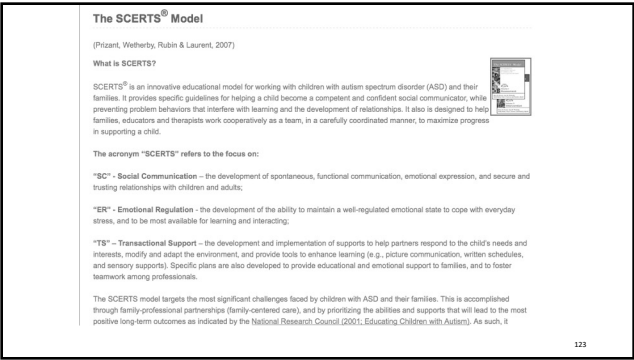 The SCERTS® Model
(Prizant, Wetherby, Rubin & Laurent, 2007)
What is SCERTS?
SCERTS® is an innovative educational model for working with children with autism spectrum disorder (ASD) and their
families. It provides specific guidelines for helping a child become a competent and confident social communicator, while
preventing problem behaviors that interfere with learning and the development of relationships. It also is designed to help
families, educators and therapists work cooperatively as a team, in a carefully coordinated manner, to maximize progress
in supporting a child.
The acronym “SCERTS” refers to the focus on:
“SC” - Social Communication – the development of spontaneous, functional communication, emotional expression, and secure and
trusting relationships with children and adults;
“ER” - Emotional Regulation - the development of the ability to maintain a well-regulated emotional state to cope with everyday
stress, and to be most available for learning and interacting;
“TS” – Transactional Support – the development and implementation of supports to help partners respond to the child’s needs and
interests, modify and adapt the environment, and provide tools to enhance learning (e.g., picture communication, written schedules,
and sensory supports). Specific plans are also developed to provide educational and emotional support to families, and to foster
teamwork among professionals.
The SCERTS model targets the most significant challenges faced by children with ASD and their families. This is accomplished
through family-professional partnerships (family-centered care), and by prioritizing the abilities and supports that will lead to the most
positive long-term outcomes as indicated by the National Research Council (2001; Educating Children with Autism). As such, it
123